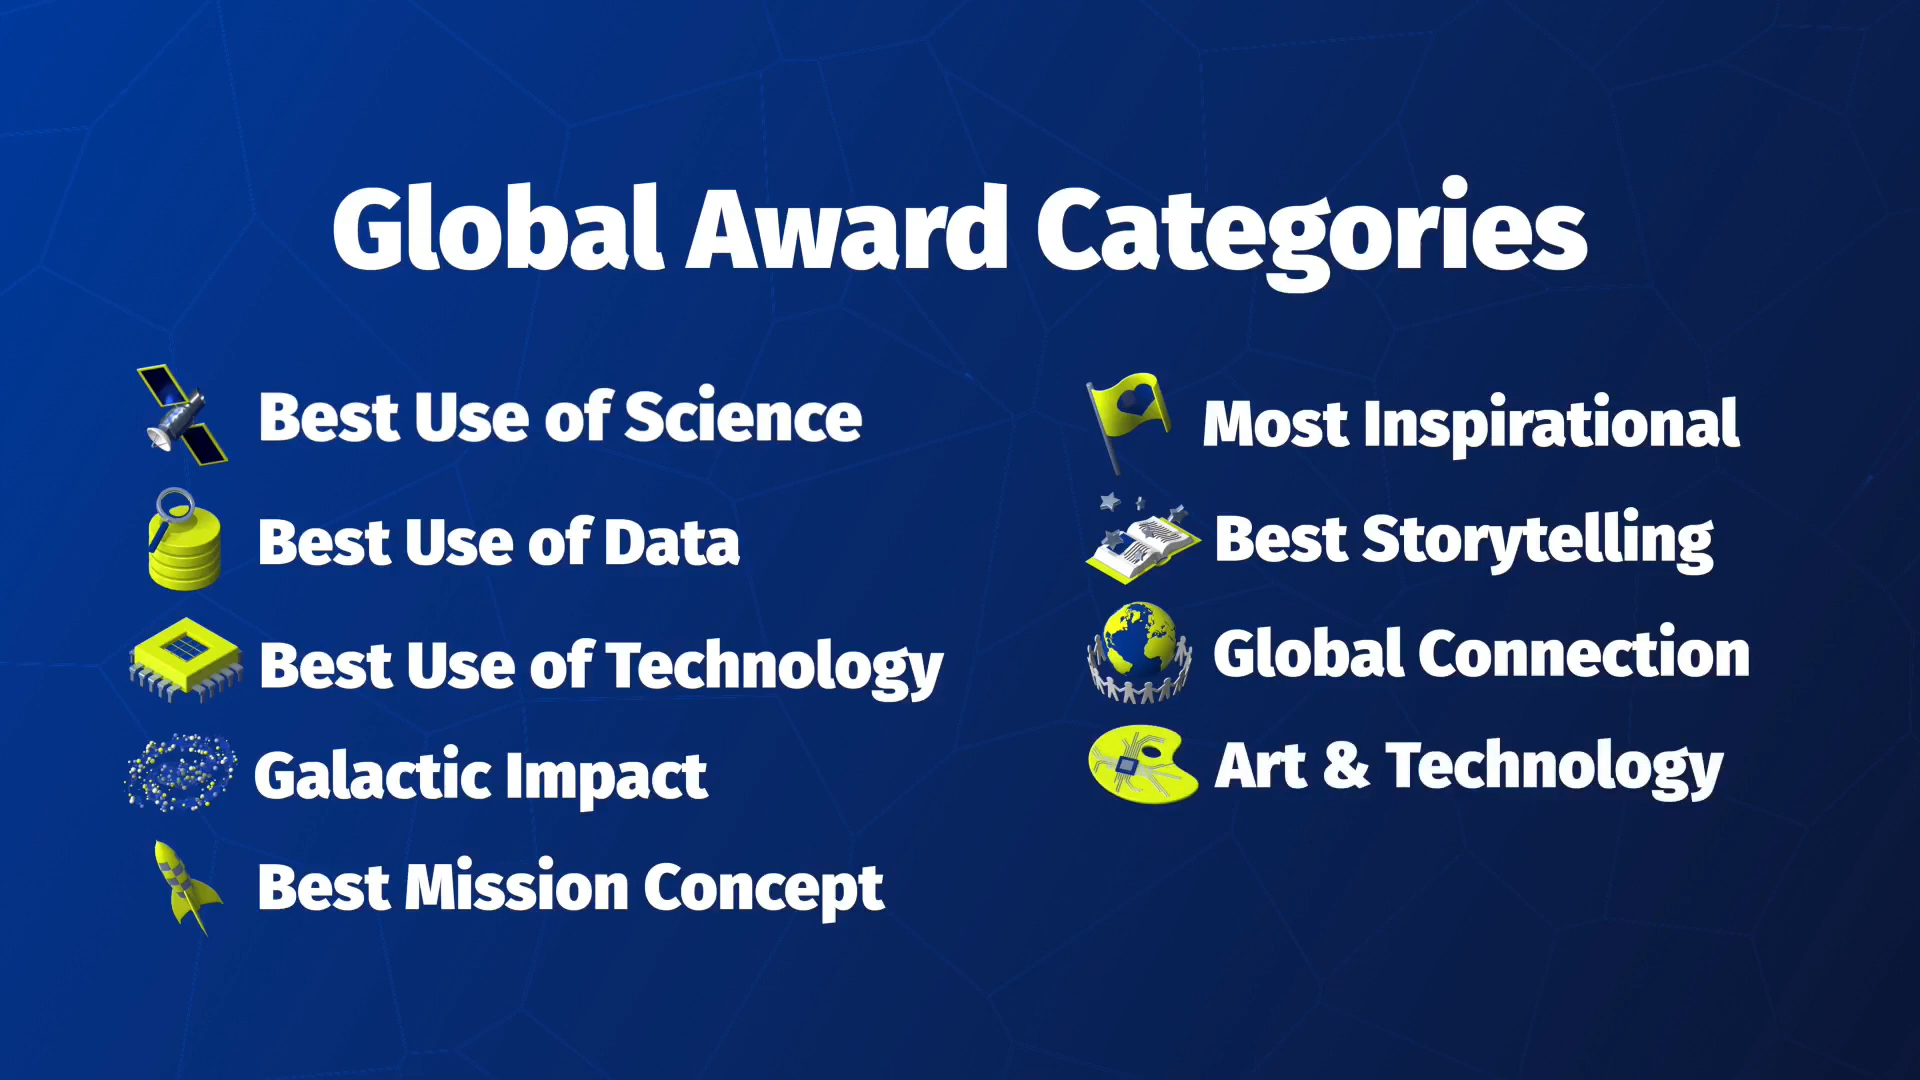 Global Award Categories
Best Use of Science
Best Use of Data
Best Use of Technology
Galactic Impact
Best Mission Concept
Most Inspirational
Best Storytelling
Global Connection
Art & Technology